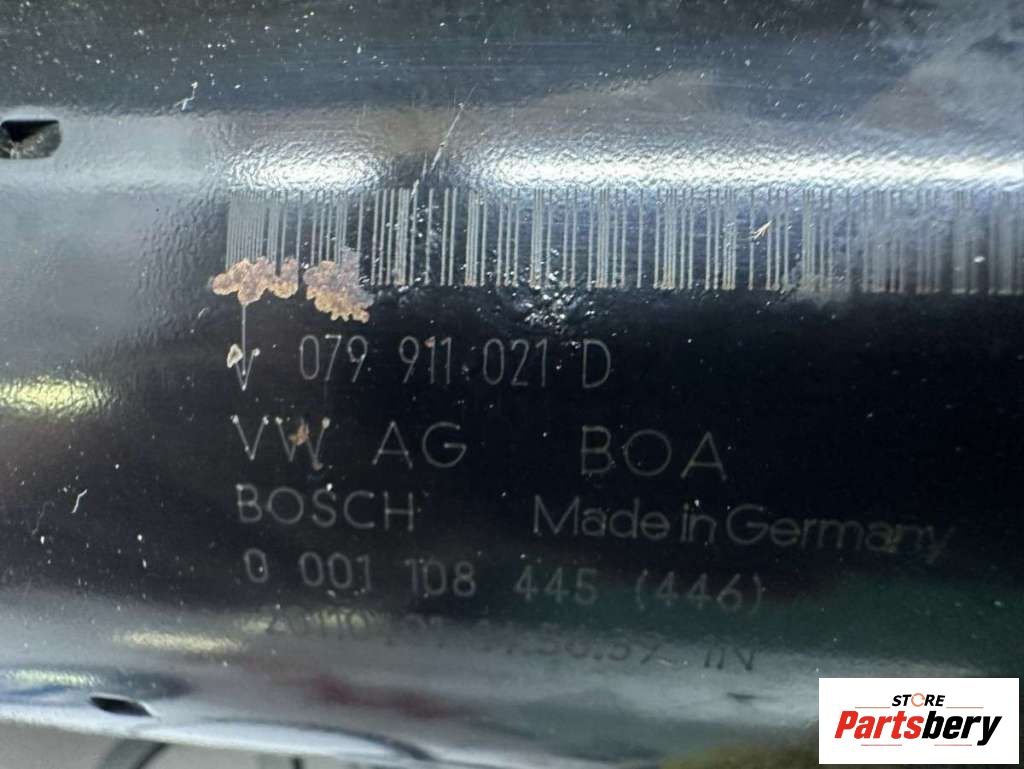 V 079 911 021 D
VW AG BOA
BOSCH Made in Germany
0 001 108 445 (446)
STORE
Partsbery